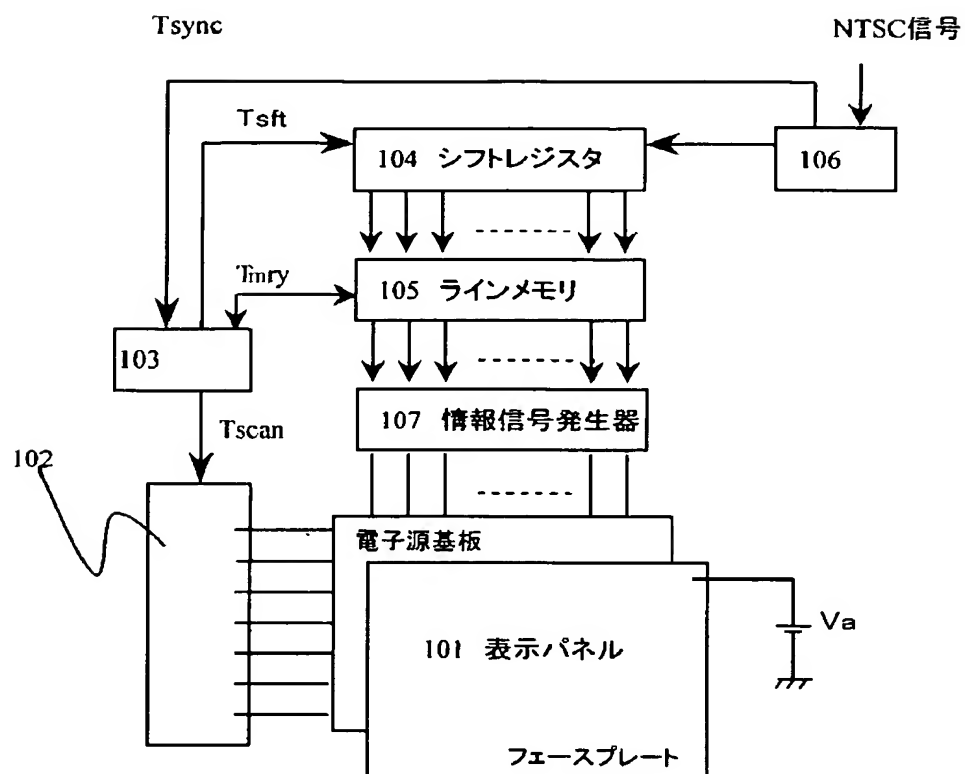 Tsync
NTSC信号
Tsft
104 シフトレジスタ
106
Tmry
105 ラインメモリ
103
107 情報信号発生器
Tscan
102
電子源基板
Va
101 表示パネル
フェースプレート